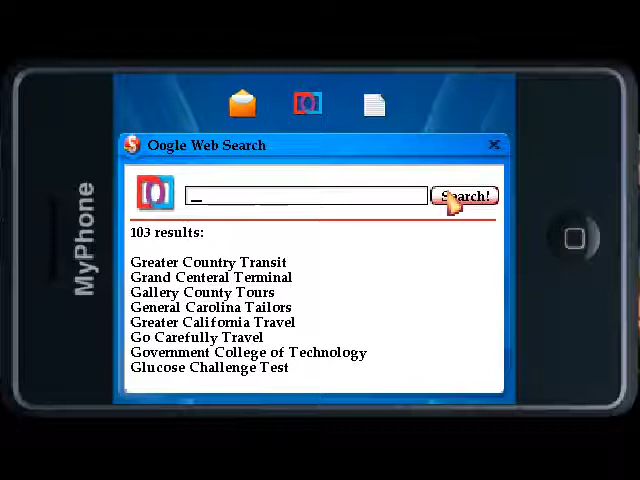 Oogle Web Search
Search!
103 results:
Greater Country Transit
Grand Centeral Terminal
Gallery County Tours
General Carolina Tailors
Greater California Travel
Go Carefully Travel
Government College of Technology
Glucose Challenge Test
MyPhone